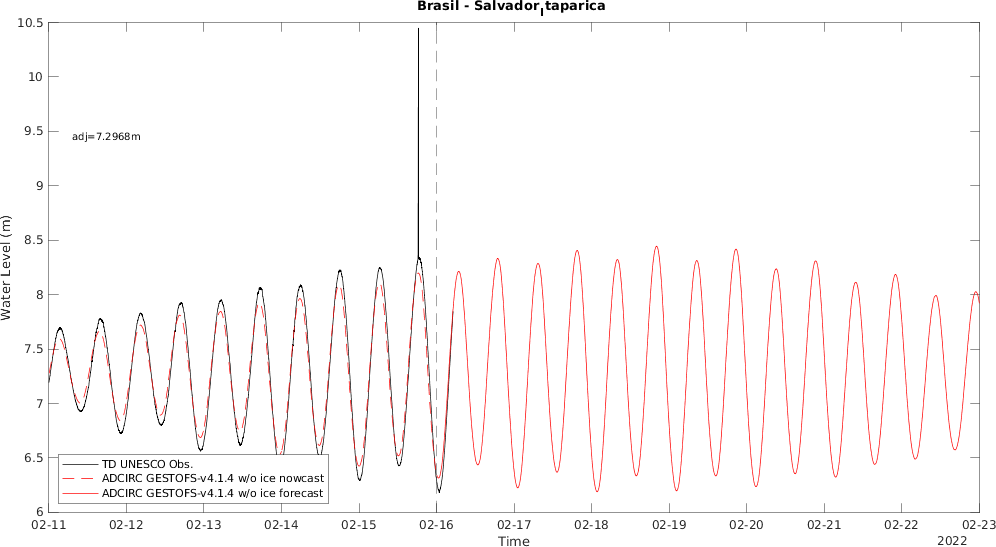 Brasil - Salvador_Itaparica
10.5
10
9.5
9
8.5
8
7.5
7
6.5
6
Water Level (m)
adj=7.2968m
TD UNESCO Obs.
ADCIRC GESTOFS-v4.1.4 w/o ice nowcast
ADCIRC GESTOFS-v4.1.4 w/o ice forecast
02-11 02-12 02-13 02-14 02-15 02-16 02-17 02-18 02-19 02-20 02-21 02-22 02-23
Time
2022